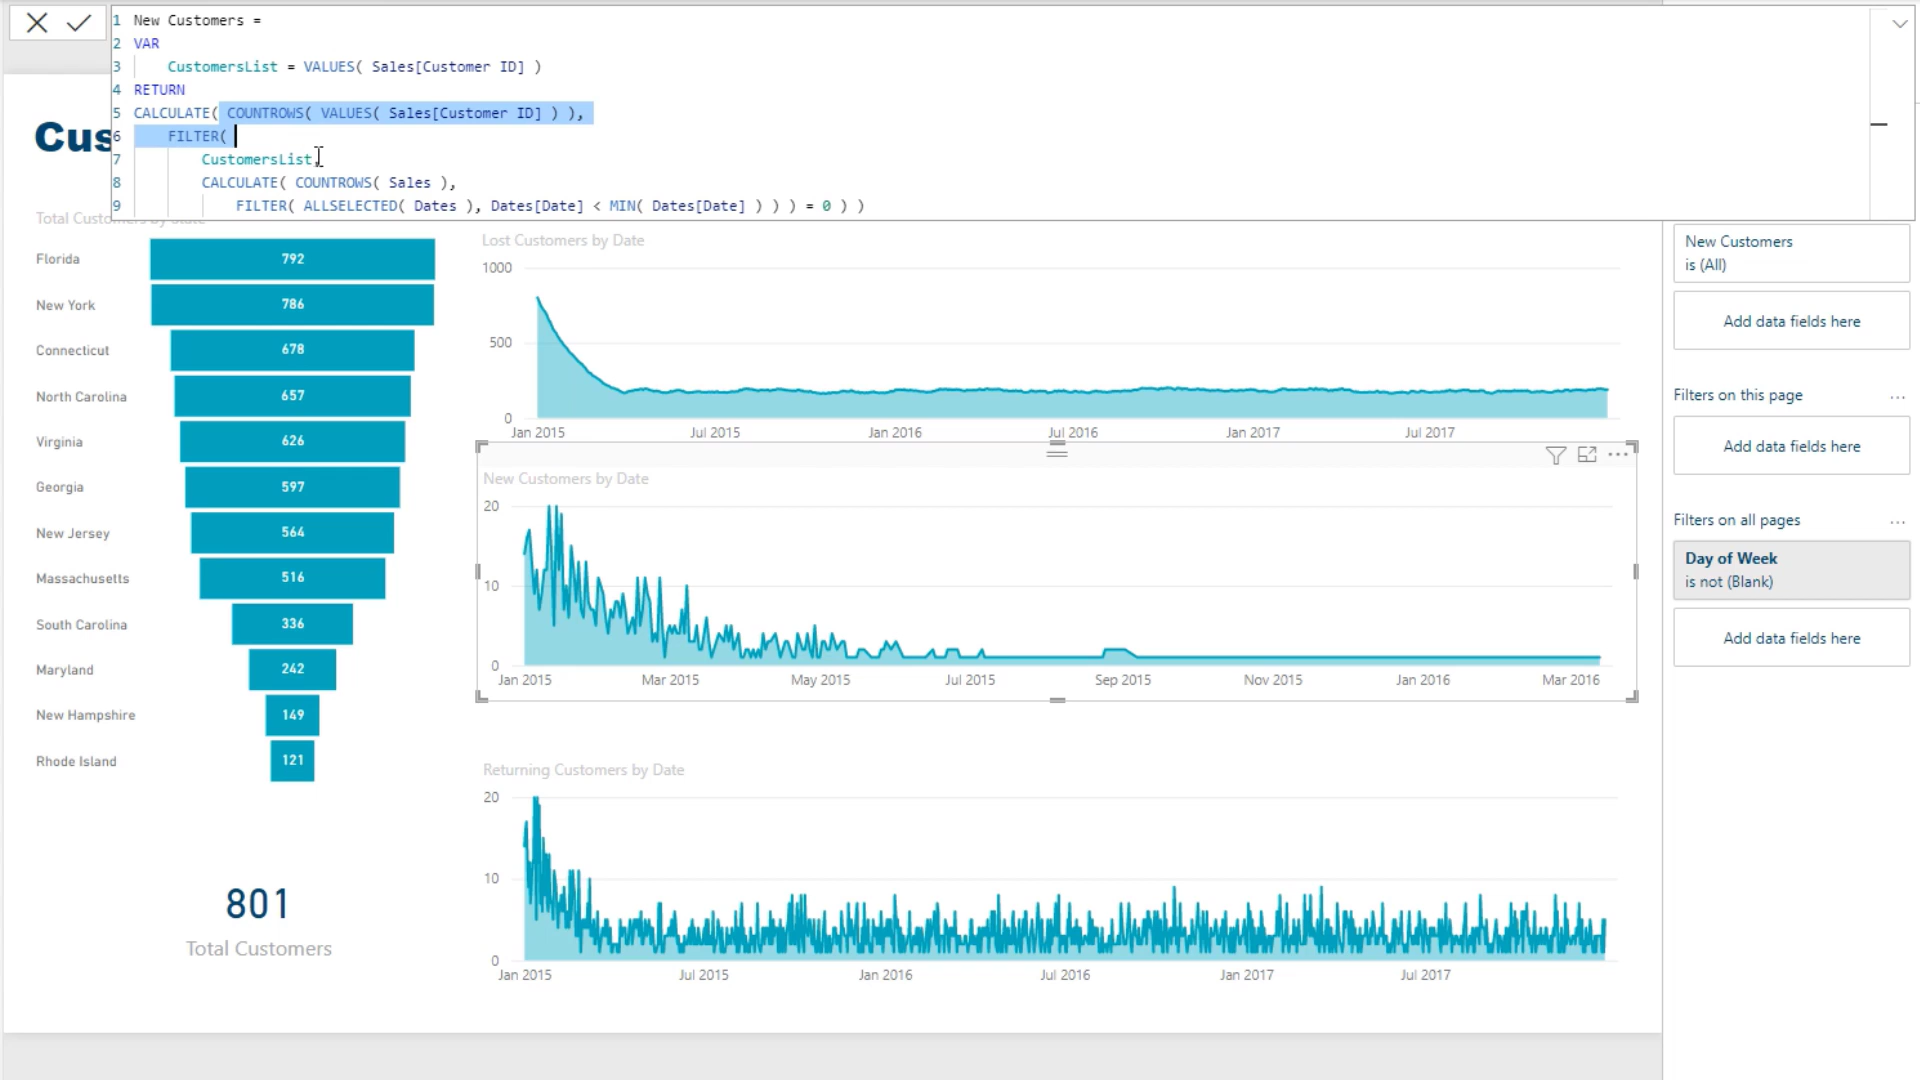 1 New Customers =
2 VAR
3 CustomersList = VALUES( Sales[Customer ID] )
4 RETURN
5 CALCULATE( COUNTROWS( VALUES( Sales[Customer ID] ) ),
6 FILTER(
7 CustomersList,
8 CALCULATE( COUNTROWS( Sales ),
9 FILTER( ALLSELECTED( Dates ), Dates[Date] < MIN( Dates[Date] ) ) ) = 0 ) )
Cus
Total Customers by State
Florida 792
New York 786
Connecticut 678
North Carolina 657
Virginia 626
Georgia 597
New Jersey 564
Massachusetts 516
South Carolina 336
Maryland 242
New Hampshire 149
Rhode Island 121
801
Total Customers
Lost Customers by Date
1000
500
0
Jan 2015 Jul 2015 Jan 2016 Jul 2016 Jan 2017 Jul 2017
New Customers by Date
20
10
0
Jan 2015 Mar 2015 May 2015 Jul 2015 Sep 2015 Nov 2015 Jan 2016 Mar 2016
Returning Customers by Date
20
10
0
Jan 2015 Jul 2015 Jan 2016 Jul 2016 Jan 2017 Jul 2017
New Customers
is (All)
Add data fields here
Filters on this page ...
Add data fields here
Filters on all pages ...
Day of Week
is not (Blank)
Add data fields here